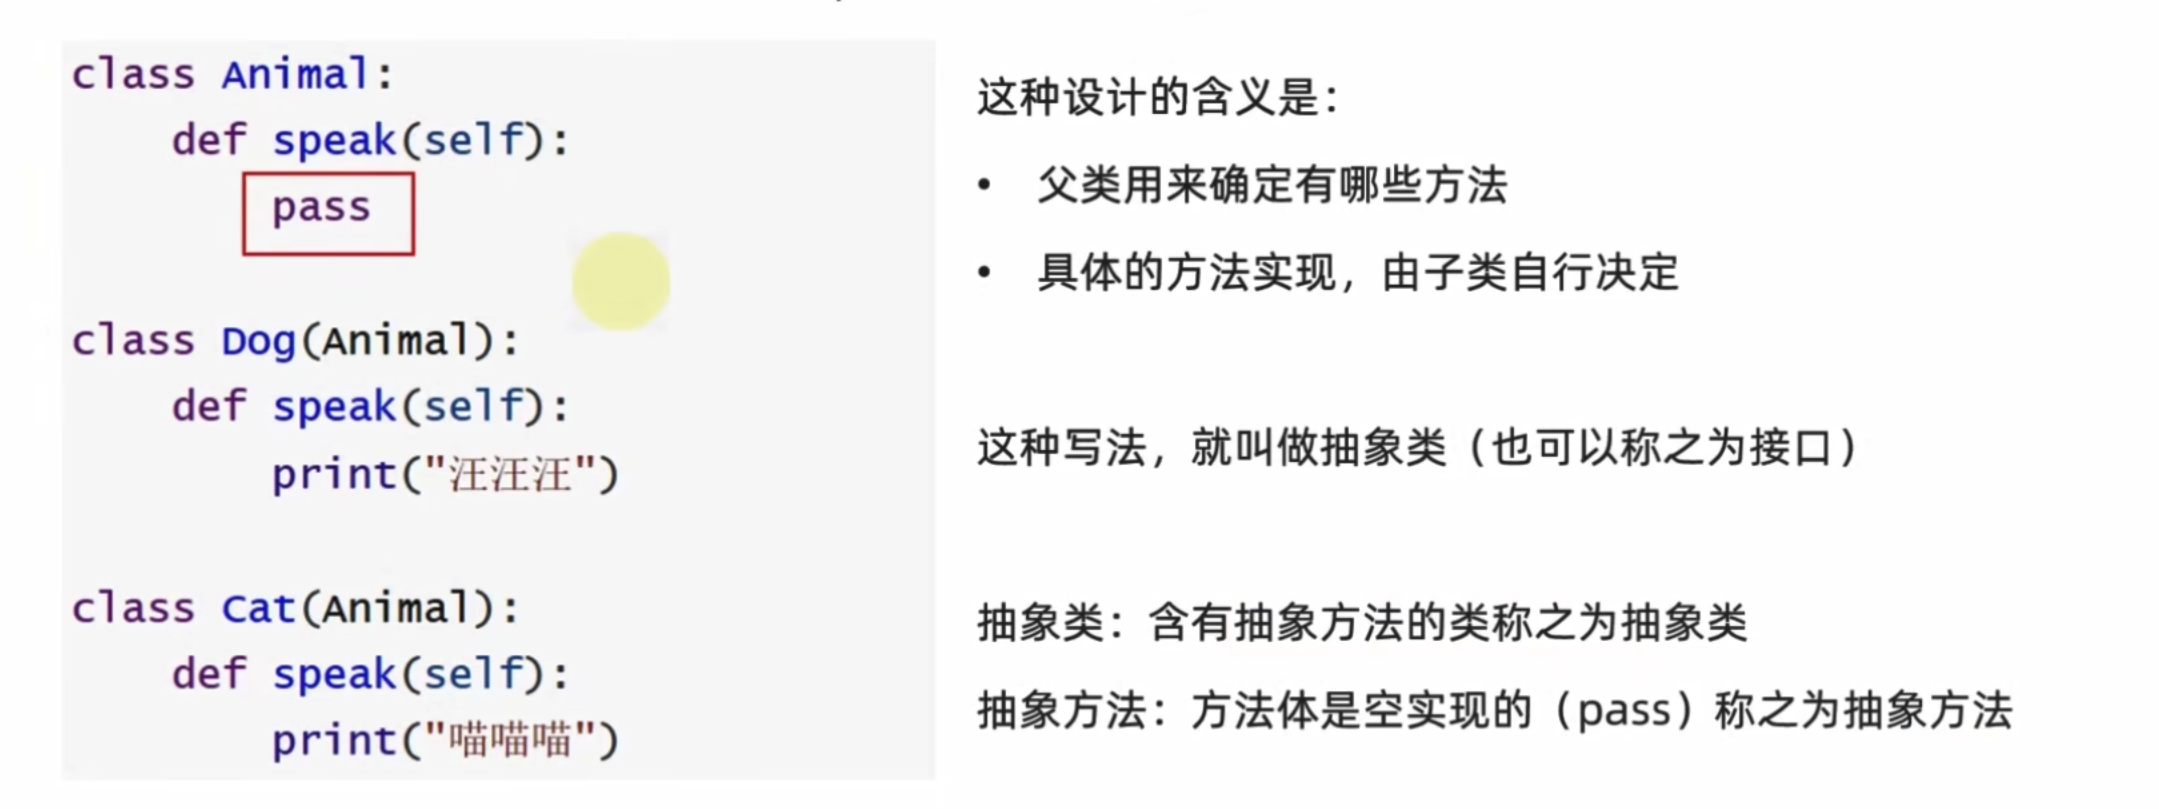 class Animal:
    def speak(self):
        pass
class Dog(Animal):
    def speak(self):
        print("汪汪汪")
class Cat(Animal):
    def speak(self):
        print("喵喵喵")
这种设计的含义是：
• 父类用来确定有哪些方法
• 具体的方法实现，由子类自行决定
这种写法，就叫做抽象类（也可以称之为接口）
抽象类：含有抽象方法的类称之为抽象类
抽象方法：方法体是空实现的（pass）称之为抽象方法